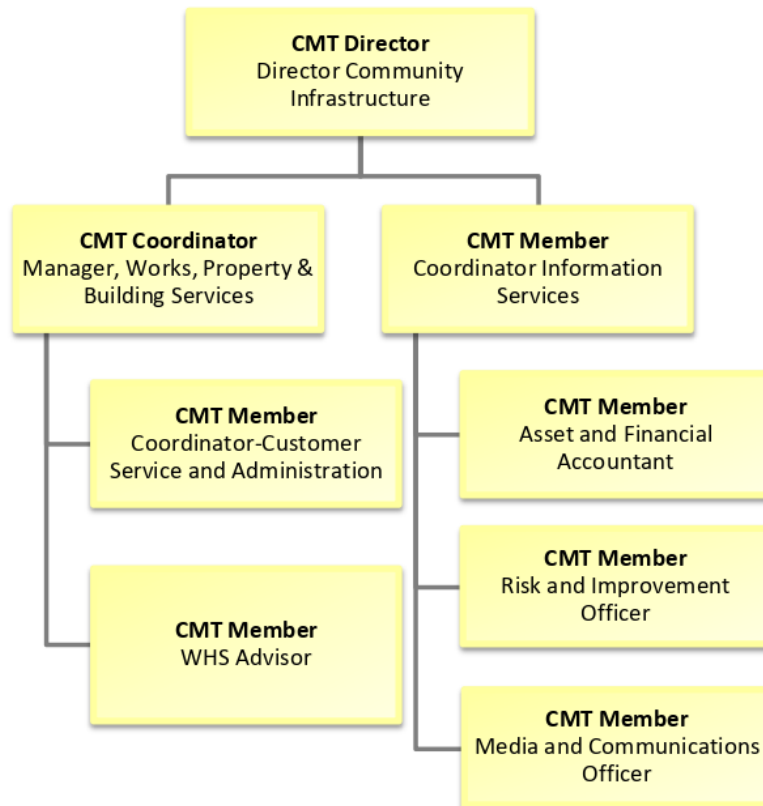 CMT Director
Director Community
Infrastructure
CMT Coordinator
Manager, Works, Property &
Building Services
CMT Member
Coordinator Information
Services
CMT Member
Coordinator-Customer
Service and Administration
CMT Member
WHS Advisor
CMT Member
Asset and Financial
Accountant
CMT Member
Risk and Improvement
Officer
CMT Member
Media and Communications
Officer